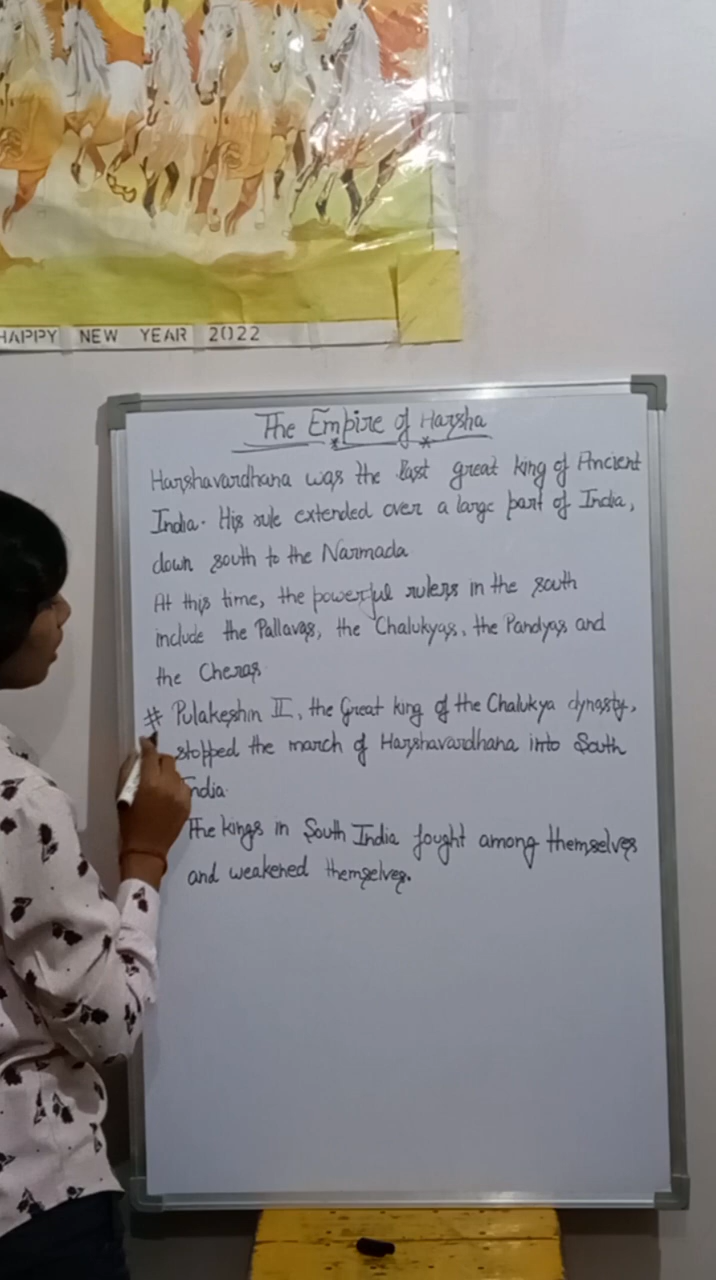 HAPPY NEW YEAR 2022
The Empire of Harsha
Harshavardhana was the last great king of Ancient
India. His rule extended over a large part of India,
down south to the Narmada
At this time, the powerful rulers in the south
include the Pallavas, the Chalukyas, the Pandyas and
the Cheras.
# Pulakeshin II, the Great king of the Chalukya dynasty,
stopped the march of Harshavardhana into South
India.
The kings in South India fought among themselves
and weakened themselves.